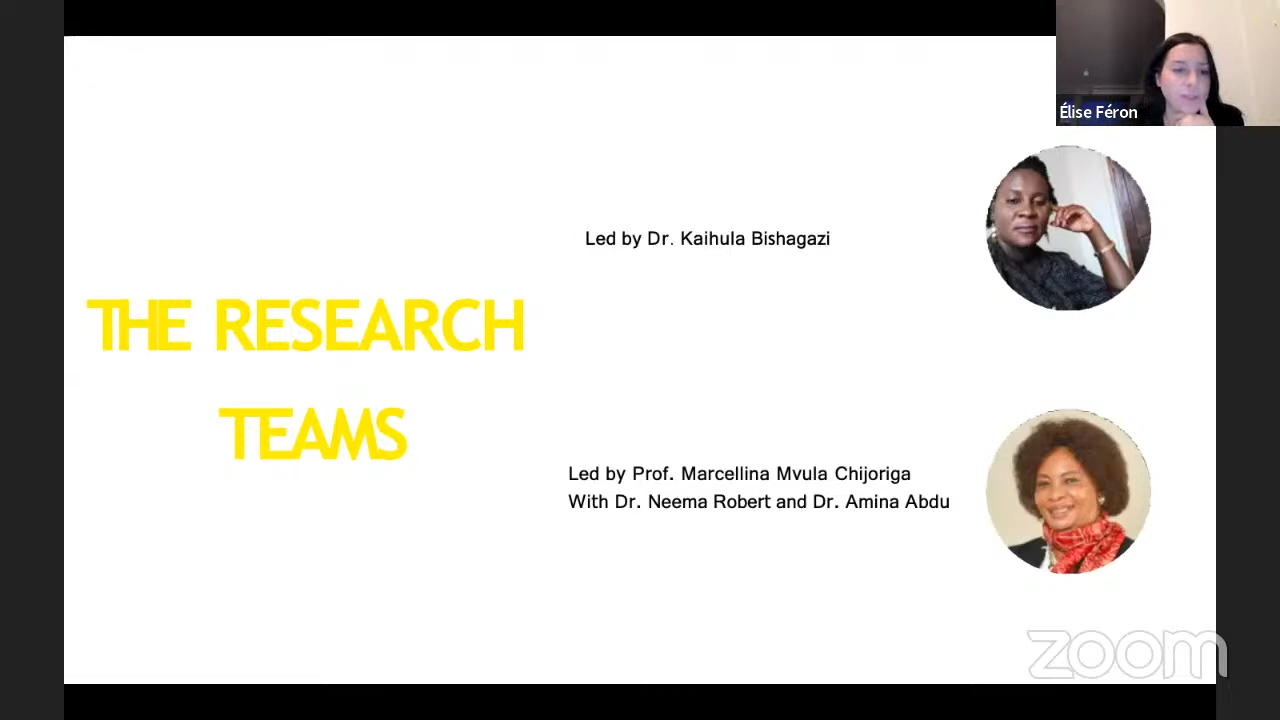 Élise Féron
Led by Dr. Kaihula Bishagazi
THE RESEARCH
TEAMS
Led by Prof. Marcellina Mvula Chijoriga
With Dr. Neema Robert and Dr. Amina Abdu
zoom